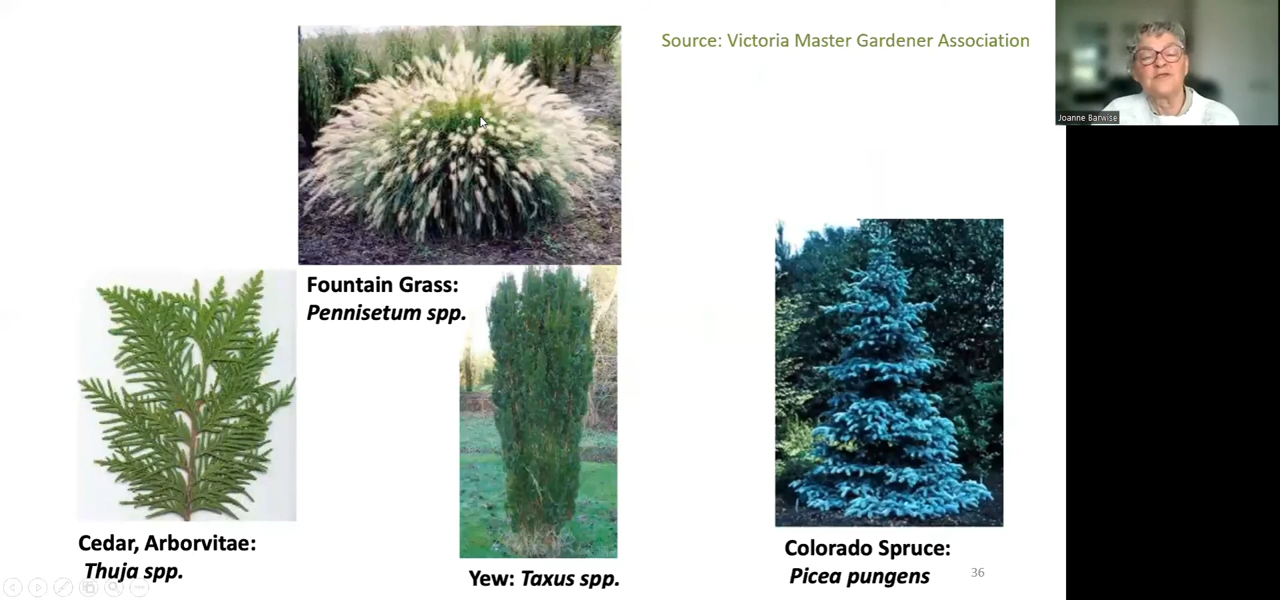 Source: Victoria Master Gardener Association
Joanne Barwise
Fountain Grass:
Pennisetum spp.
Cedar, Arborvitae:
Thuja spp.
Yew: Taxus spp.
Colorado Spruce:
Picea pungens
36